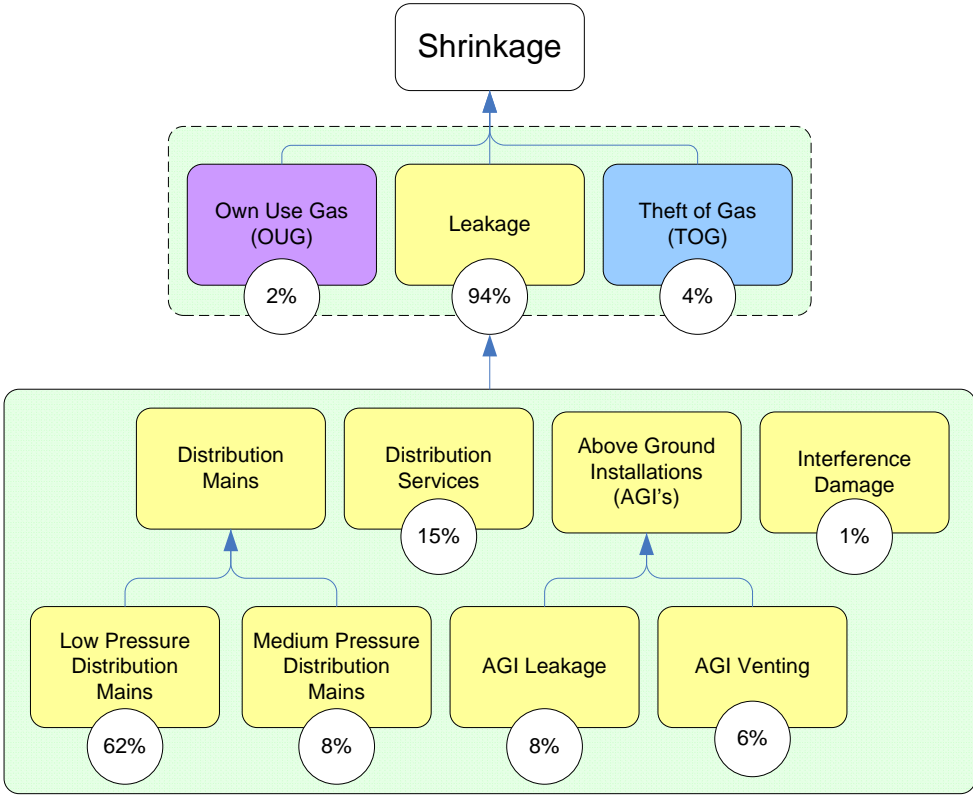 Shrinkage
Own Use Gas
(OUG)
2%
Leakage
94%
Theft of Gas
(TOG)
4%
Distribution
Mains
Distribution
Services
15%
Above Ground
Installations
(AGI's)
Interference
Damage
1%
Low Pressure
Distribution
Mains
62%
Medium Pressure
Distribution
Mains
8%
AGI Leakage
8%
AGI Venting
6%